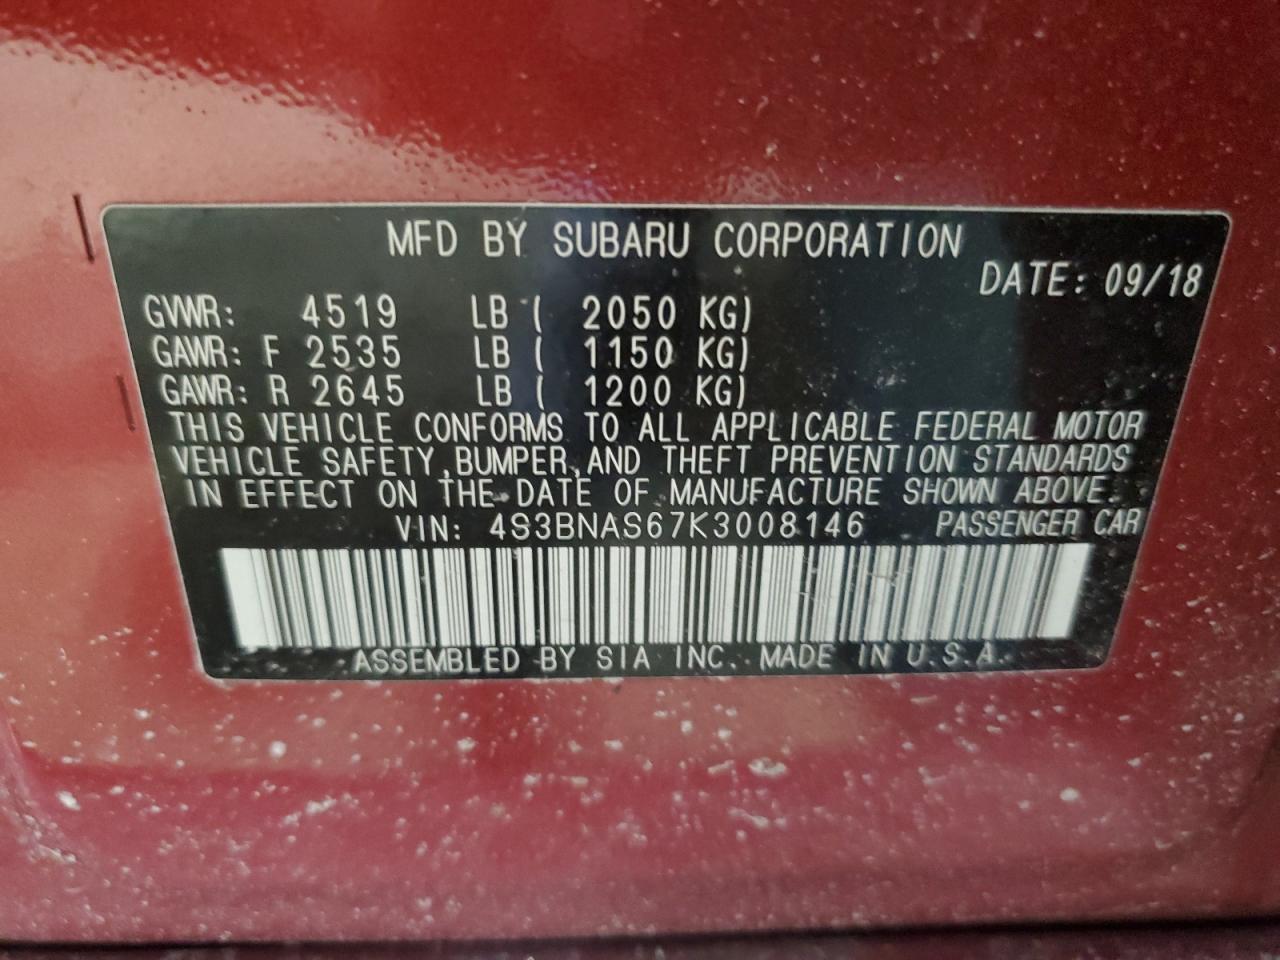 MFD BY SUBARU CORPORATION
DATE: 09/18
GVWR: 4519 LB ( 2050 KG)
GAWR: F 2535 LB ( 1150 KG)
GAWR: R 2645 LB ( 1200 KG)
THIS VEHICLE CONFORMS TO ALL APPLICABLE FEDERAL MOTOR
VEHICLE SAFETY, BUMPER, AND THEFT PREVENTION STANDARDS
IN EFFECT ON THE DATE OF MANUFACTURE SHOWN ABOVE.
VIN: 4S3BNAS67K3008146 PASSENGER CAR
ASSEMBLED BY SIA INC. MADE IN U.S.A.